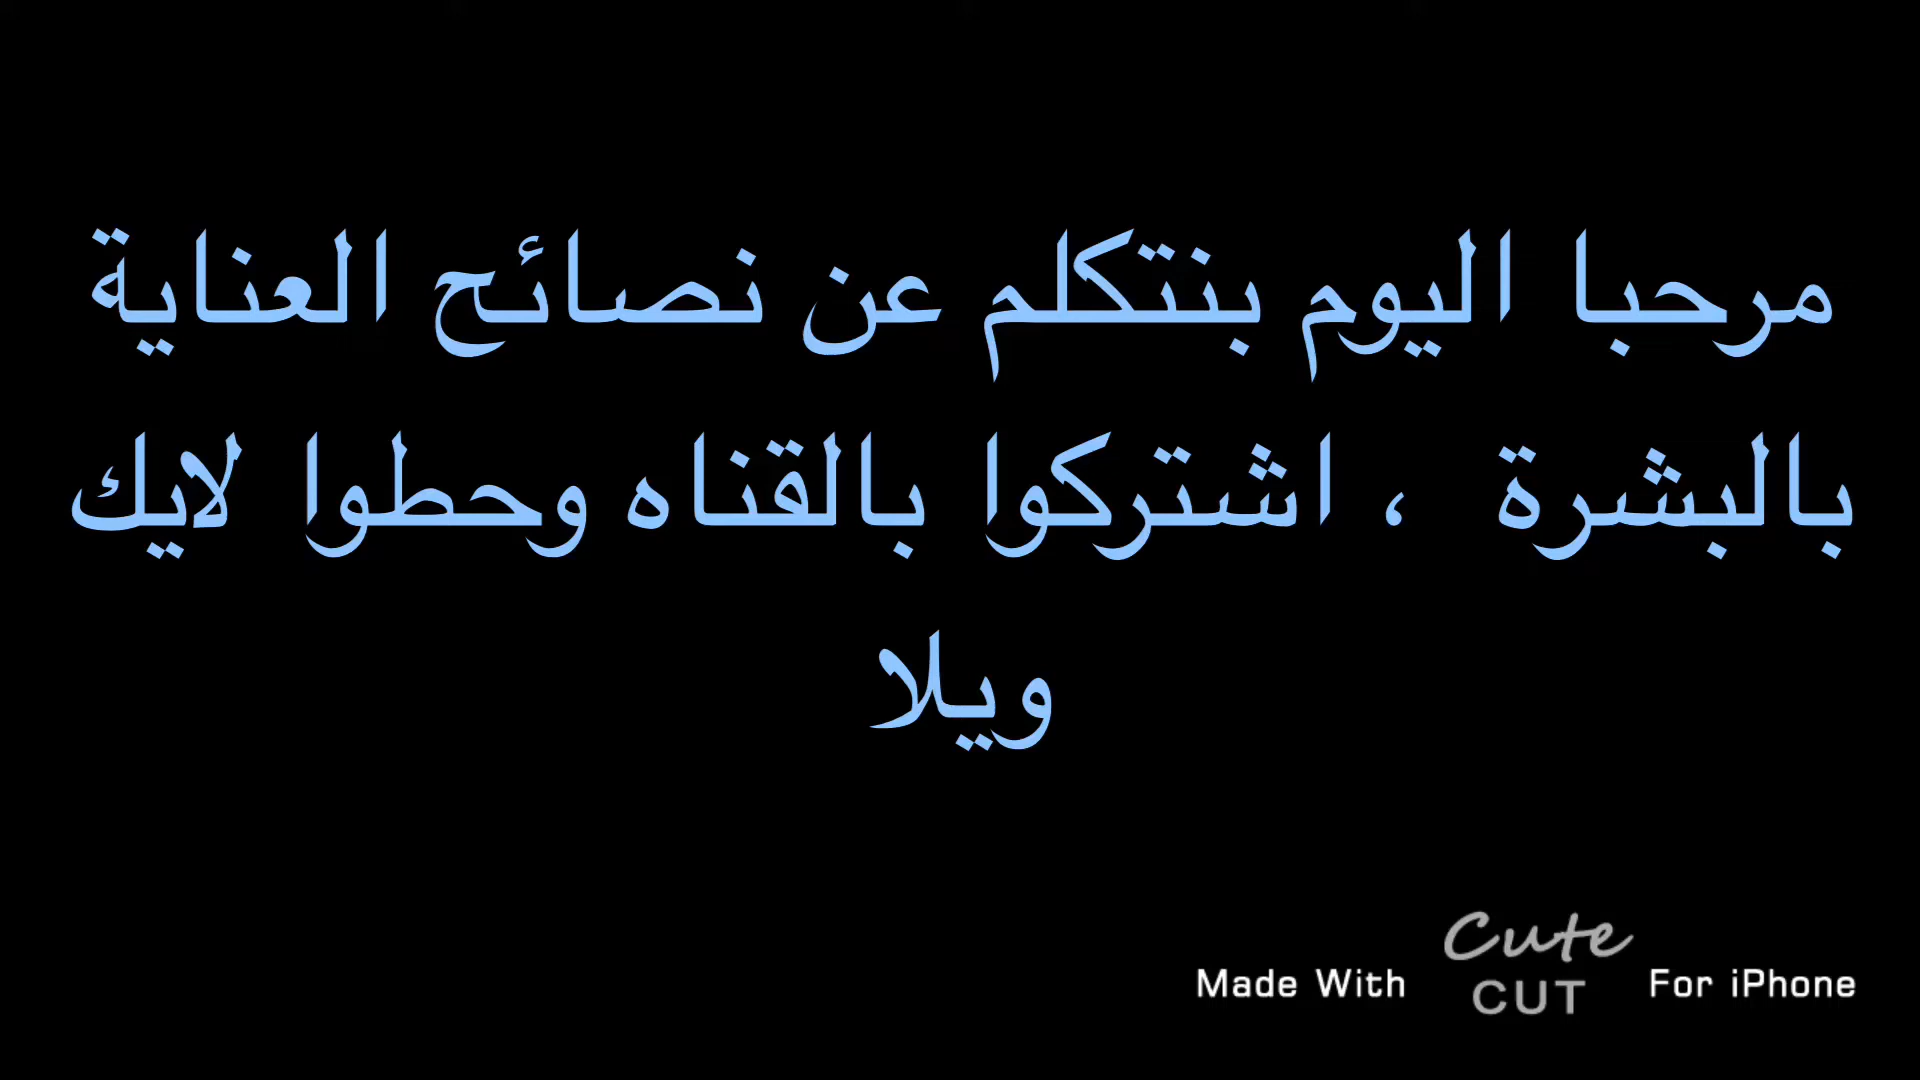 مرحبا اليوم بنتكلم عن نصائح العناية
بالبشرة ، اشتركوا بالقناه وحطوا لايك
ويلا
Made With Cute CUT For iPhone